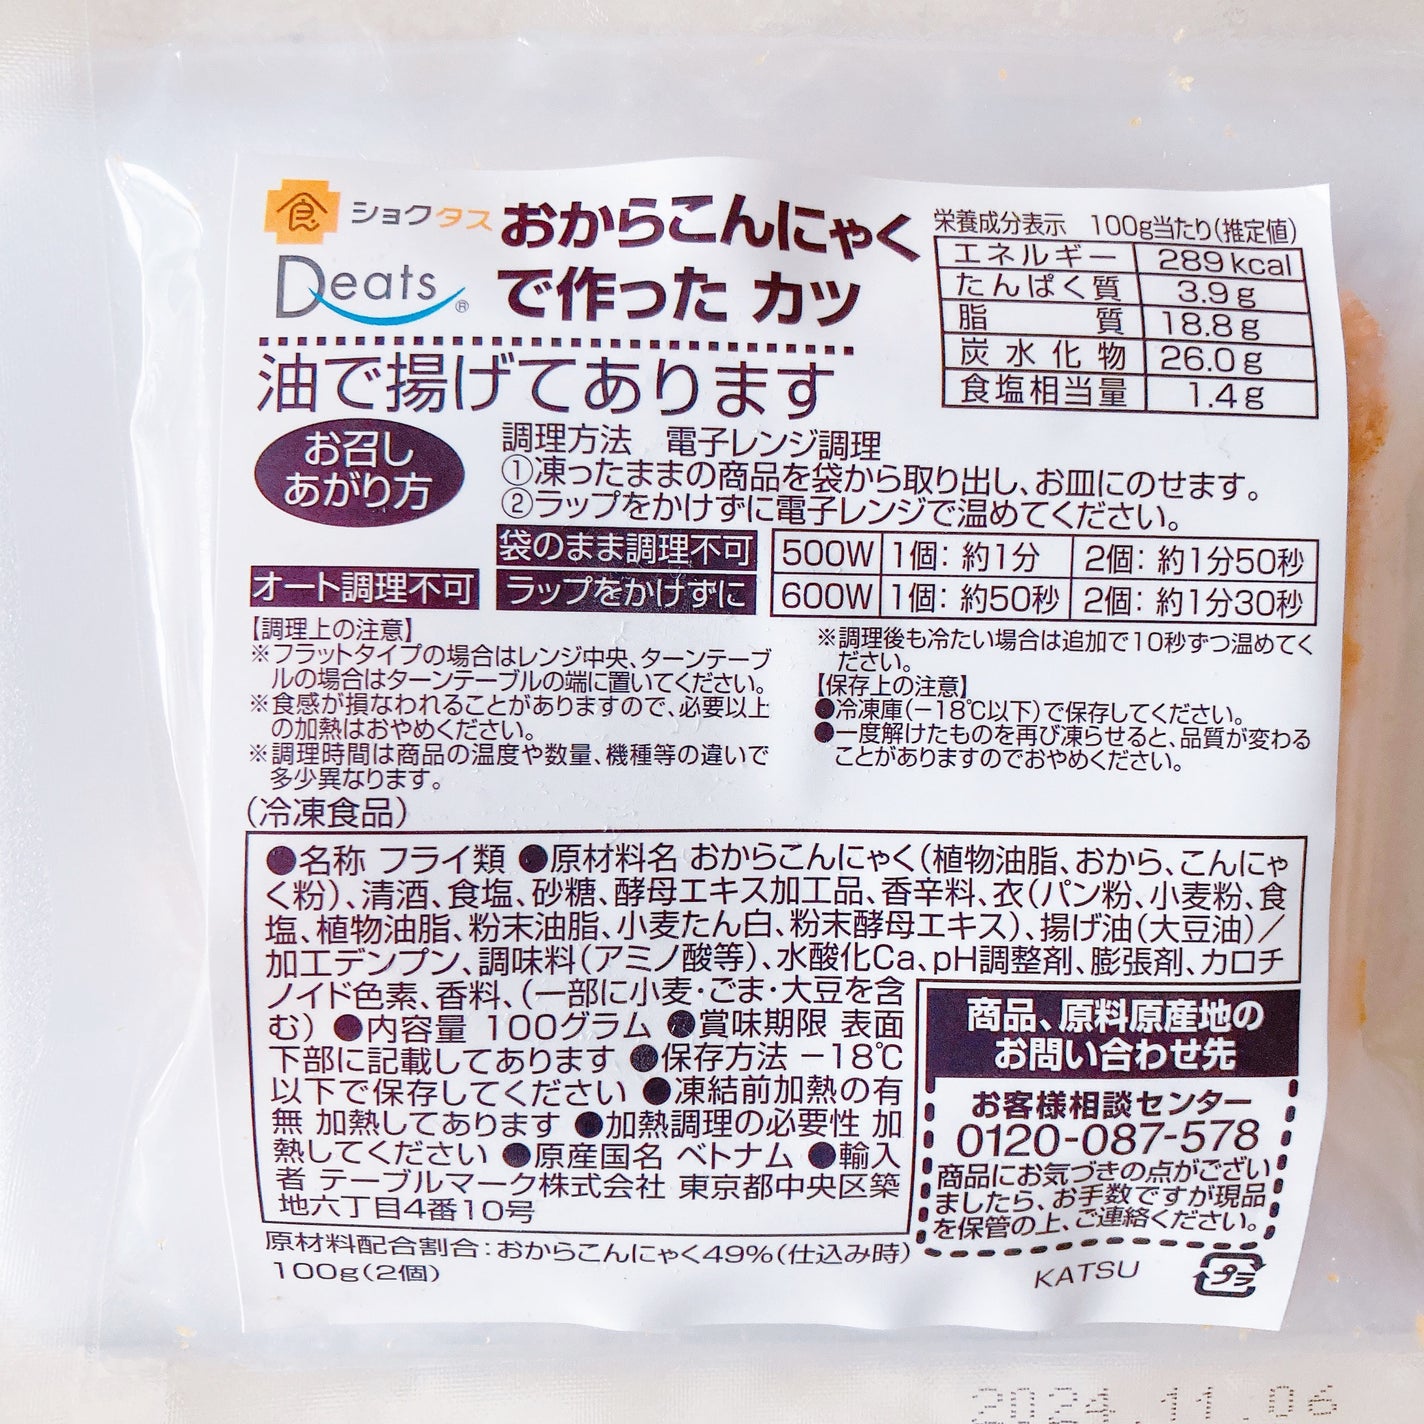 食 ショクタス
Deats®
おからこんにゃく
で作った カツ
油で揚げてあります
栄養成分表示 100g当たり(推定値)
エネルギー 289kcal
たんぱく質 3.9g
脂質 18.8g
炭水化物 26.0g
食塩相当量 1.4g
お召し
あがり方
調理方法 電子レンジ調理
①凍ったままの商品を袋から取り出し、お皿にのせます。
②ラップをかけずに電子レンジで温めてください。
袋のまま調理不可
オート調理不可 ラップをかけずに
500W 1個:約1分 2個:約1分50秒
600W 1個:約50秒 2個:約1分30秒
【調理上の注意】
※フラットタイプの場合はレンジ中央、ターンテーブ
ルの場合はターンテーブルの端に置いてください。
※食感が損なわれることがありますので、必要以上
の加熱はおやめください。
※調理時間は商品の温度や数量、機種等の違いで
多少異なります。
※調理後も冷たい場合は追加で10秒ずつ温めてく
ださい。
【保存上の注意】
●冷凍庫(−18℃以下)で保存してください。
●一度解けたものを再び凍らせると、品質が変わる
ことがありますのでおやめください。
(冷凍食品)
●名称 フライ類 ●原材料名 おからこんにゃく(植物油脂、おから、こんにゃ
く粉)、清酒、食塩、砂糖、酵母エキス加工品、香辛料、衣(パン粉、小麦粉、食
塩、植物油脂、粉末油脂、小麦たん白、粉末酵母エキス)、揚げ油(大豆油)/
加工デンプン、調味料(アミノ酸等)、水酸化Ca、pH調整剤、膨張剤、カロチ
ノイド色素、香料、(一部に小麦・ごま・大豆を含
む) ●内容量 100グラム ●賞味期限 表面
下部に記載してあります ●保存方法 −18℃
以下で保存してください ●凍結前加熱の有
無 加熱してあります ●加熱調理の必要性 加
熱してください ●原産国名 ベトナム ●輸入
者 テーブルマーク株式会社 東京都中央区築
地六丁目4番10号
商品、原料原産地の
お問い合わせ先
お客様相談センター
0120-087-578
商品にお気づきの点がござい
ましたら、お手数ですが現品
を保管の上、ご連絡ください。
原材料配合割合:おからこんにゃく49%(仕込み時)
100g(2個)
KATSU
プラ
2024.11.06